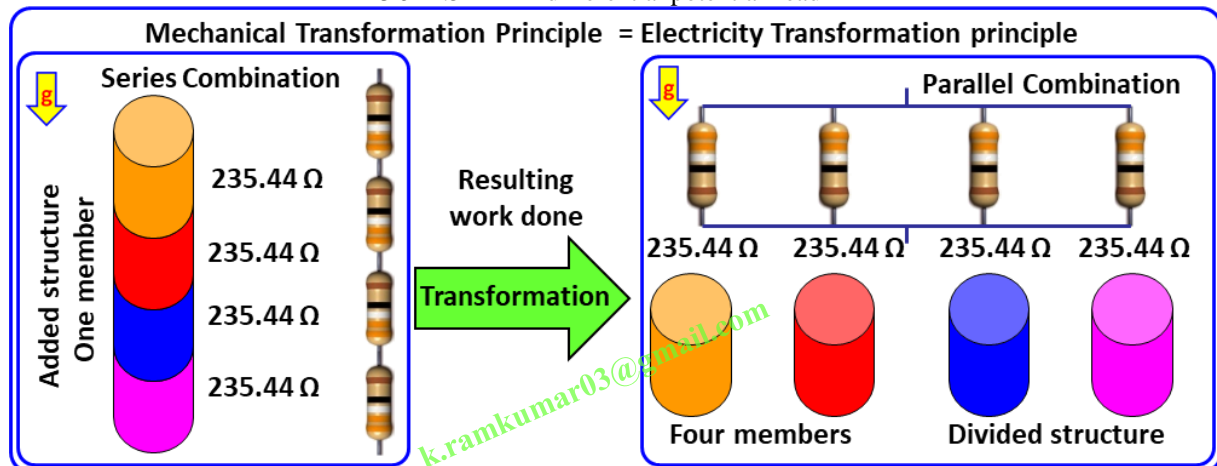 Mechanical Transformation Principle = Electricity Transformation principle
g
Series Combination
Added structure
One member
235.44 Ω
235.44 Ω
235.44 Ω
235.44 Ω
Resulting
work done
Transformation
g
Parallel Combination
235.44 Ω 235.44 Ω 235.44 Ω 235.44 Ω
Four members Divided structure
k.ramkumar03@gmail.com